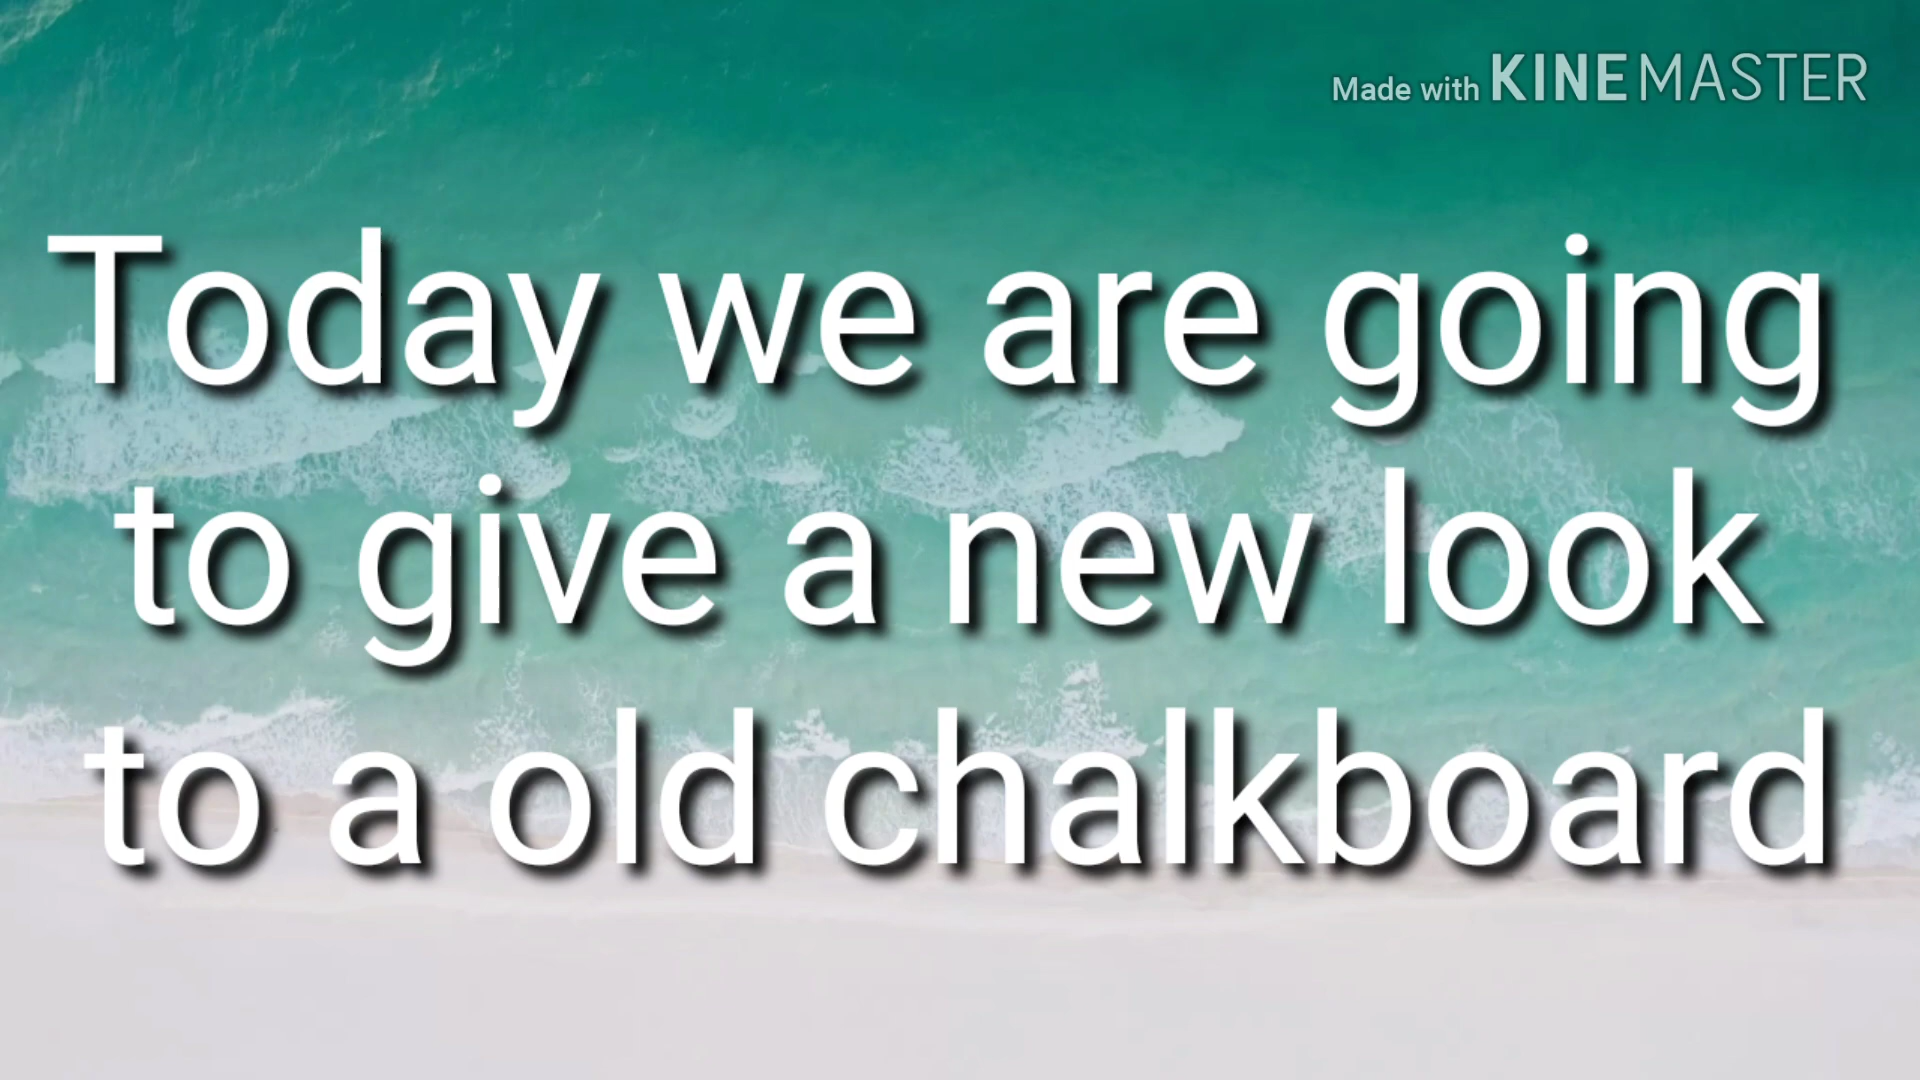 Made with KINEMASTER
Today we are going
to give a new look
to a old chalkboard